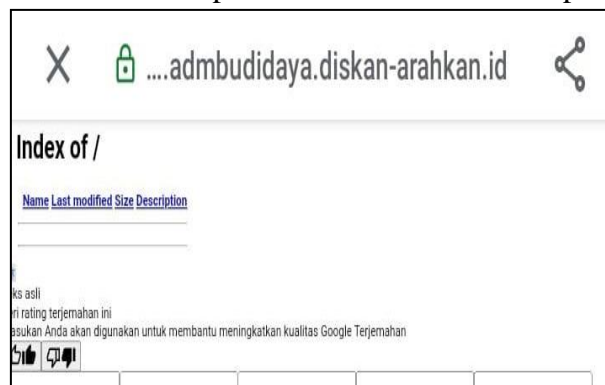 ....admbudidaya.diskan-arahkan.id
Index of /
Name Last modified Size Description
ks asli
ri rating terjemahan ini
asukan Anda akan digunakan untuk membantu meningkatkan kualitas Google Terjemahan